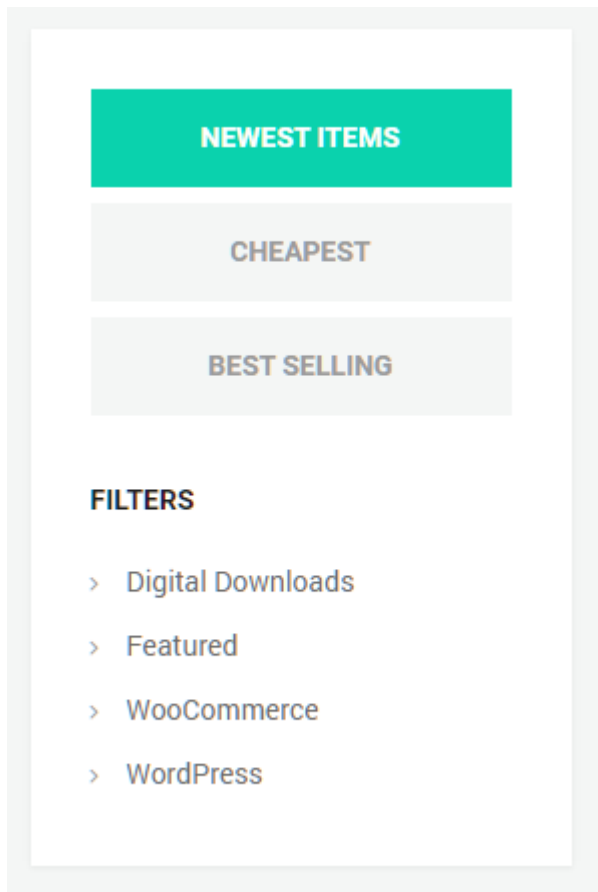 NEWEST ITEMS
CHEAPEST
BEST SELLING
FILTERS
Digital Downloads
Featured
WooCommerce
WordPress